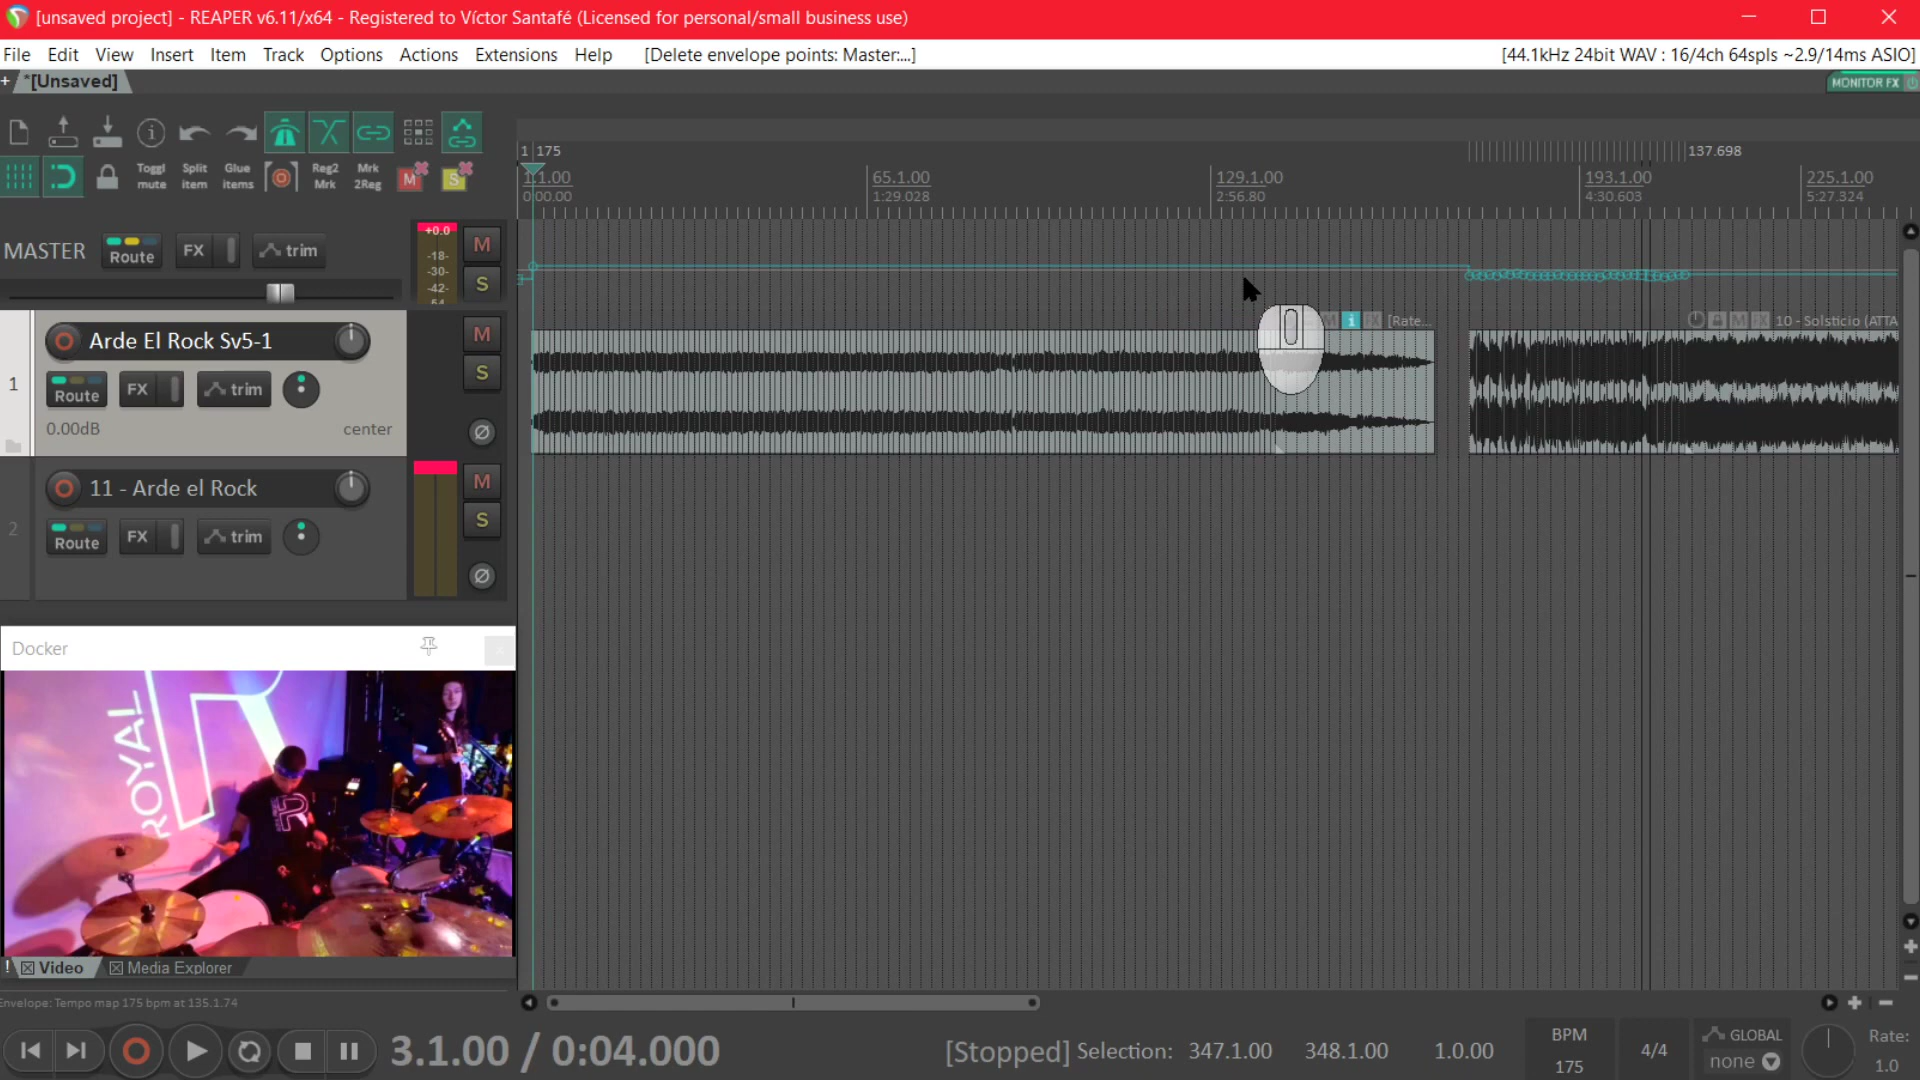 [unsaved project] - REAPER v6.11/x64 - Registered to Víctor Santafé (Licensed for personal/small business use)
File Edit View Insert Item Track Options Actions Extensions Help [Delete envelope points: Master:...] [44.1kHz 24bit WAV : 16/4ch 64spls ~2.9/14ms ASIO]
+ *[Unsaved] MONITOR FX
1 175 137.698
1.1.00 65.1.00 129.1.00 193.1.00 225.1.00
0:00.00 1:29.028 2:56.80 4:30.603 5:27.324
Toggl mute Split item Glue items Reg2 Mrk Mrk 2Reg M S
MASTER Route FX trim +0.0 M
-18-
-30-
-42- S
54
Arde El Rock Sv5-1 M
M i FX [Rate... M FX 10 - Solsticio (ATTA
1 Route FX trim S
0.00dB center
11 - Arde el Rock M
2 Route FX trim S
Docker
ROYAL
! Video Media Explorer
Envelope: Tempo map 175 bpm at 135.1.74
3.1.00 / 0:04.000 [Stopped] Selection: 347.1.00 348.1.00 1.0.00
BPM 175 4/4 GLOBAL none Rate: 1.0